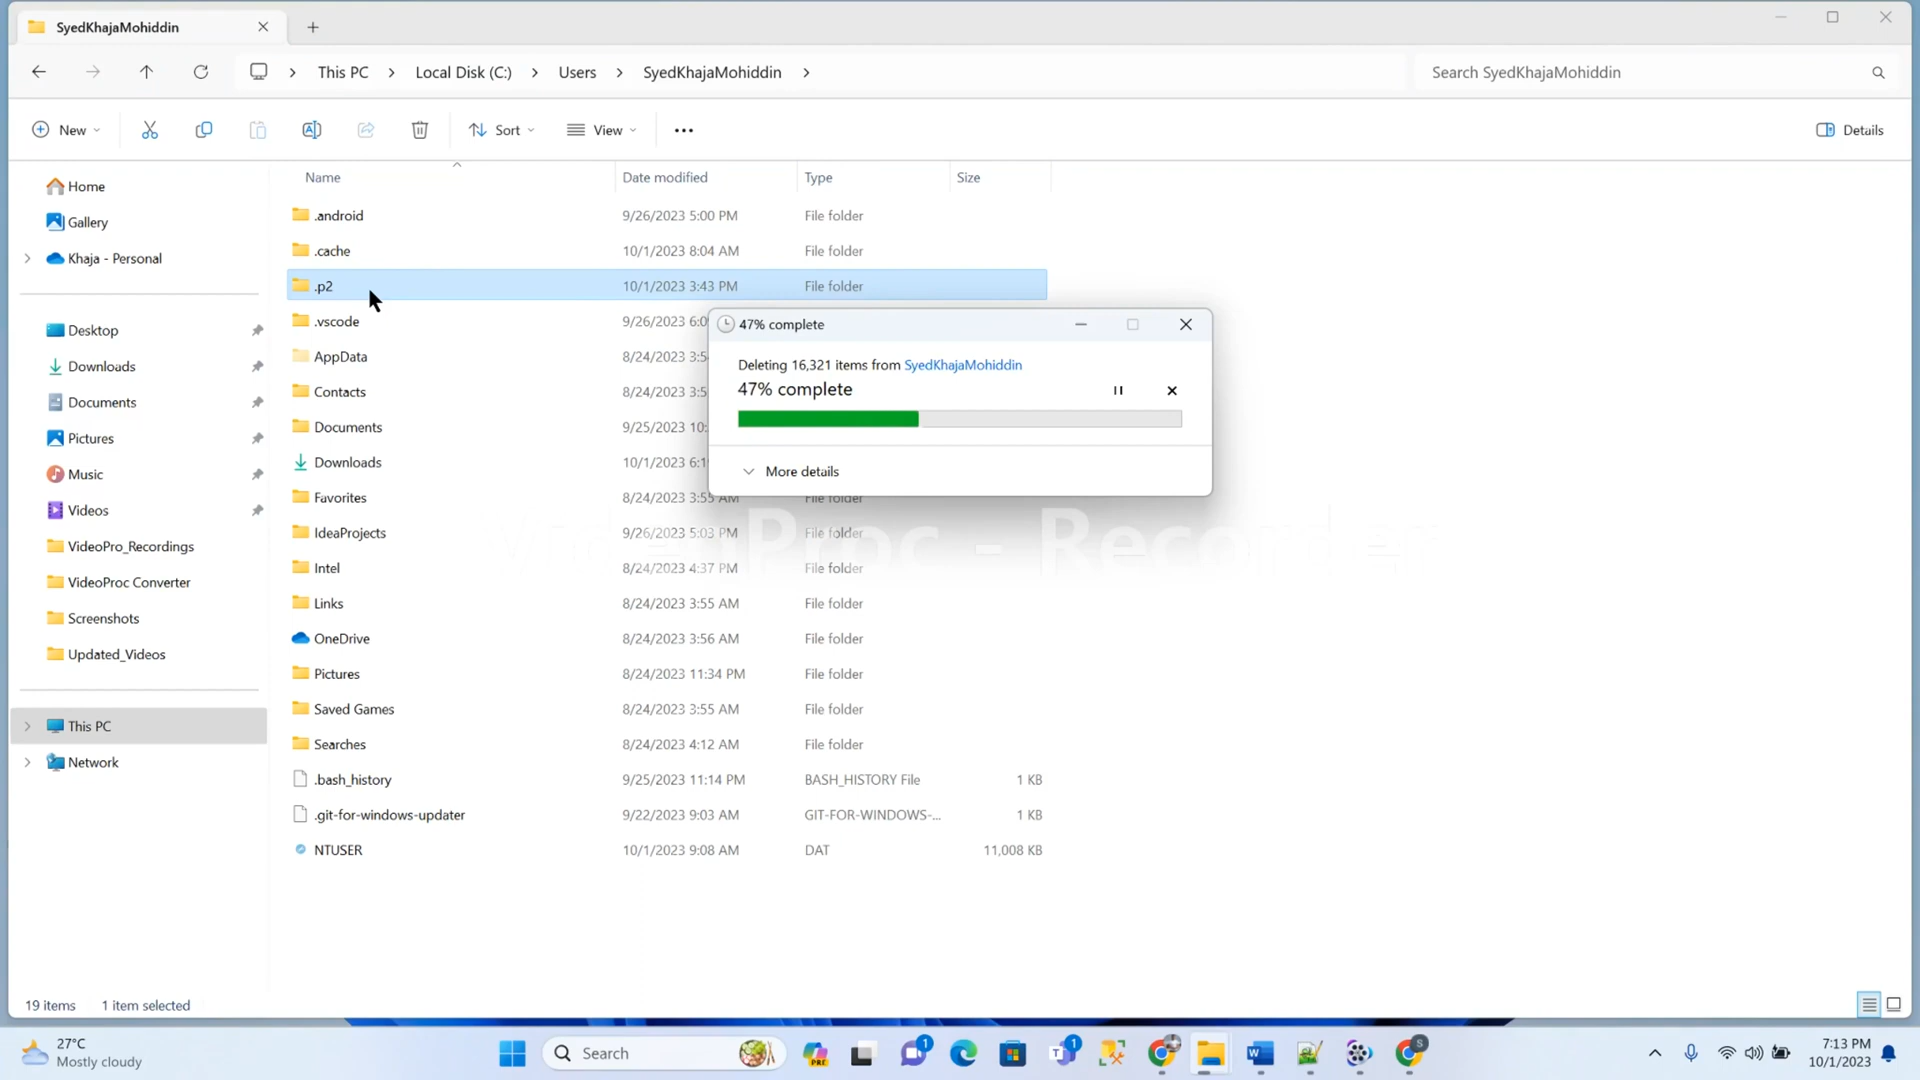 SyedKhajaMohiddin
This PC
Local Disk (C:)
Users
SyedKhajaMohiddin
Search SyedKhajaMohiddin
New
Sort
View
Details
Name Date modified Type Size
Home
Gallery
Khaja - Personal
Desktop
Downloads
Documents
Pictures
Music
Videos
VideoPro_Recordings
VideoProc Converter
Screenshots
Updated_Videos
This PC
Network
.android 9/26/2023 5:00 PM File folder
.cache 10/1/2023 8:04 AM File folder
.p2 10/1/2023 3:43 PM File folder
.vscode 9/26/2023 6:0
AppData 8/24/2023 3:5
Contacts 8/24/2023 3:5
Documents 9/25/2023 10:
Downloads 10/1/2023 6:1
Favorites 8/24/2023 3:55 AM File folder
IdeaProjects 9/26/2023 5:03 PM File folder
Intel 8/24/2023 4:37 PM File folder
Links 8/24/2023 3:55 AM File folder
OneDrive 8/24/2023 3:56 AM File folder
Pictures 8/24/2023 11:34 PM File folder
Saved Games 8/24/2023 3:55 AM File folder
Searches 8/24/2023 4:12 AM File folder
.bash_history 9/25/2023 11:14 PM BASH_HISTORY File 1 KB
.git-for-windows-updater 9/22/2023 9:03 AM GIT-FOR-WINDOWS-... 1 KB
NTUSER 10/1/2023 9:08 AM DAT 11,008 KB
47% complete
Deleting 16,321 items from SyedKhajaMohiddin
47% complete
More details
VideoProc - Recorder
19 items 1 item selected
27°C
Mostly cloudy
Search
PRE
1
1
S
7:13 PM
10/1/2023